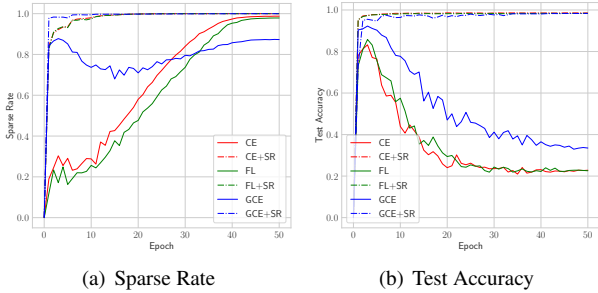 1.0
0.8
0.6
0.4
0.2
0.0
Sparse Rate
CE
CE+SR
FL
FL+SR
GCE
GCE+SR
0 10 20 30 40 50
Epoch
(a) Sparse Rate
1.0
0.8
0.6
0.4
0.2
0.0
Test Accuracy
CE
CE+SR
FL
FL+SR
GCE
GCE+SR
0 10 20 30 40 50
Epoch
(b) Test Accuracy